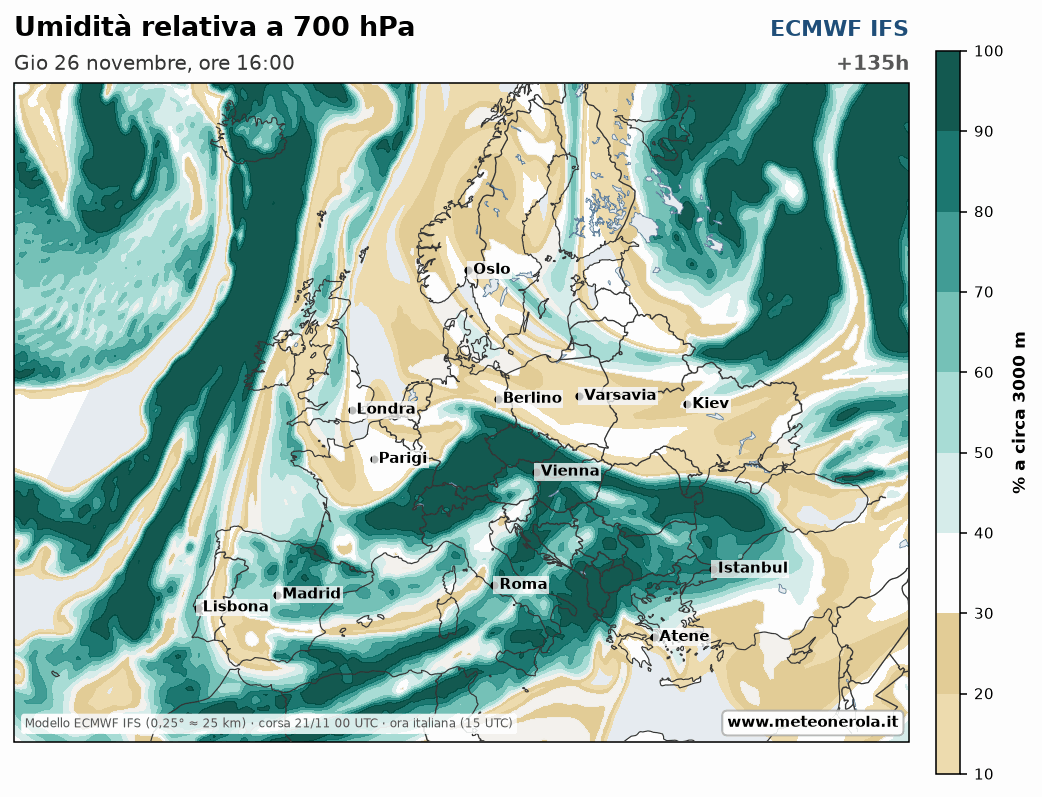 Umidità relativa a 700 hPa
ECMWF IFS
Gio 26 novembre, ore 16:00
+135h
100
90
80
70
60
50
40
30
20
10
% a circa 3000 m
Oslo
Berlino
Varsavia
Kiev
Londra
Parigi
Vienna
Istanbul
Roma
Madrid
Lisbona
Atene
Modello ECMWF IFS (0,25° ≈ 25 km) · corsa 21/11 00 UTC · ora italiana (15 UTC)
www.meteonerola.it